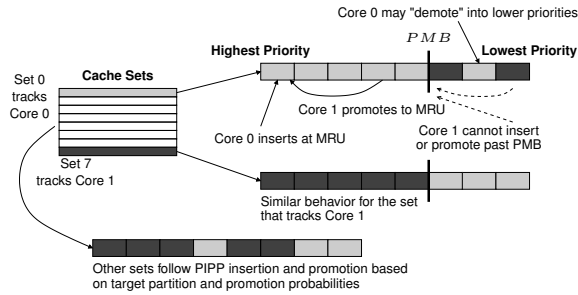 Core 0 may "demote" into lower priorities
PMB
Highest Priority
Lowest Priority
Set 0
tracks
Core 0
Cache Sets
Core 1 promotes to MRU
Core 0 inserts at MRU
Core 1 cannot insert
or promote past PMB
Set 7
tracks Core 1
Similar behavior for the set
that tracks Core 1
Other sets follow PIPP insertion and promotion based
on target partition and promotion probabilities